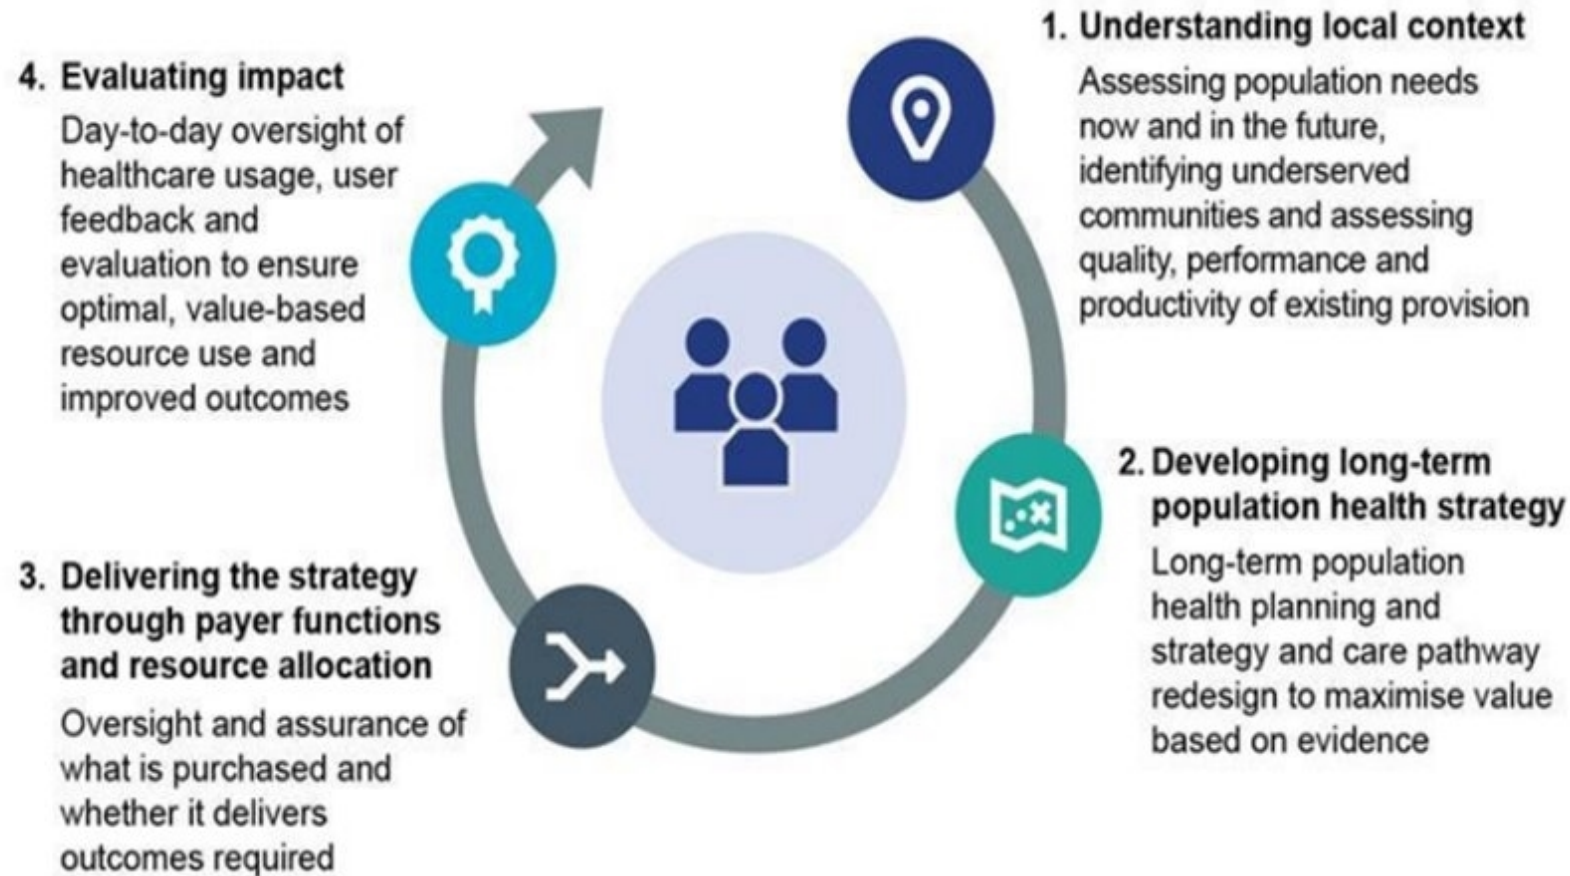 1. Understanding local context
Assessing population needs
now and in the future,
identifying underserved
communities and assessing
quality, performance and
productivity of existing provision
2. Developing long-term
population health strategy
Long-term population
health planning and
strategy and care pathway
redesign to maximise value
based on evidence
3. Delivering the strategy
through payer functions
and resource allocation
Oversight and assurance of
what is purchased and
whether it delivers
outcomes required
4. Evaluating impact
Day-to-day oversight of
healthcare usage, user
feedback and
evaluation to ensure
optimal, value-based
resource use and
improved outcomes